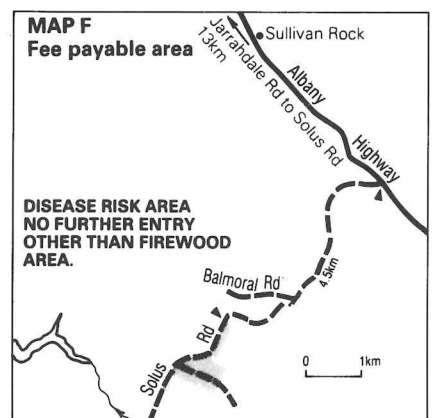 MAP F
Fee payable area
Sullivan Rock
Jarrahdale Rd to Solus Rd
13km
Albany
Highway
DISEASE RISK AREA
NO FURTHER ENTRY
OTHER THAN FIREWOOD
AREA.
4.5km
Balmoral Rd
Solus
Rd
0 1km